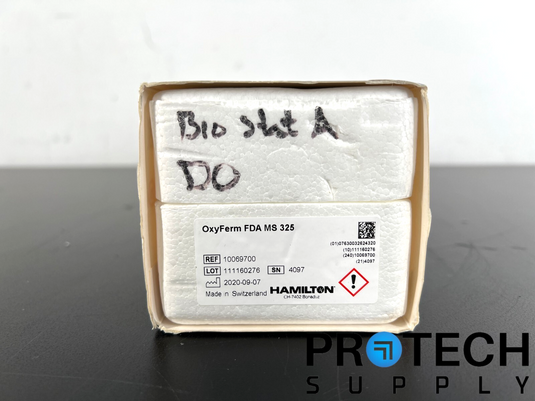 Bio Stat A
DO
OxyFerm FDA MS 325
REF 10069700
LOT 111160276 SN 4097
2020-09-07
Made in Switzerland
HAMILTON
CH-7402 Bonaduz
(01)07630032624320
(10)111160276
(240)10069700
(21)4097
PROTECH
SUPPLY